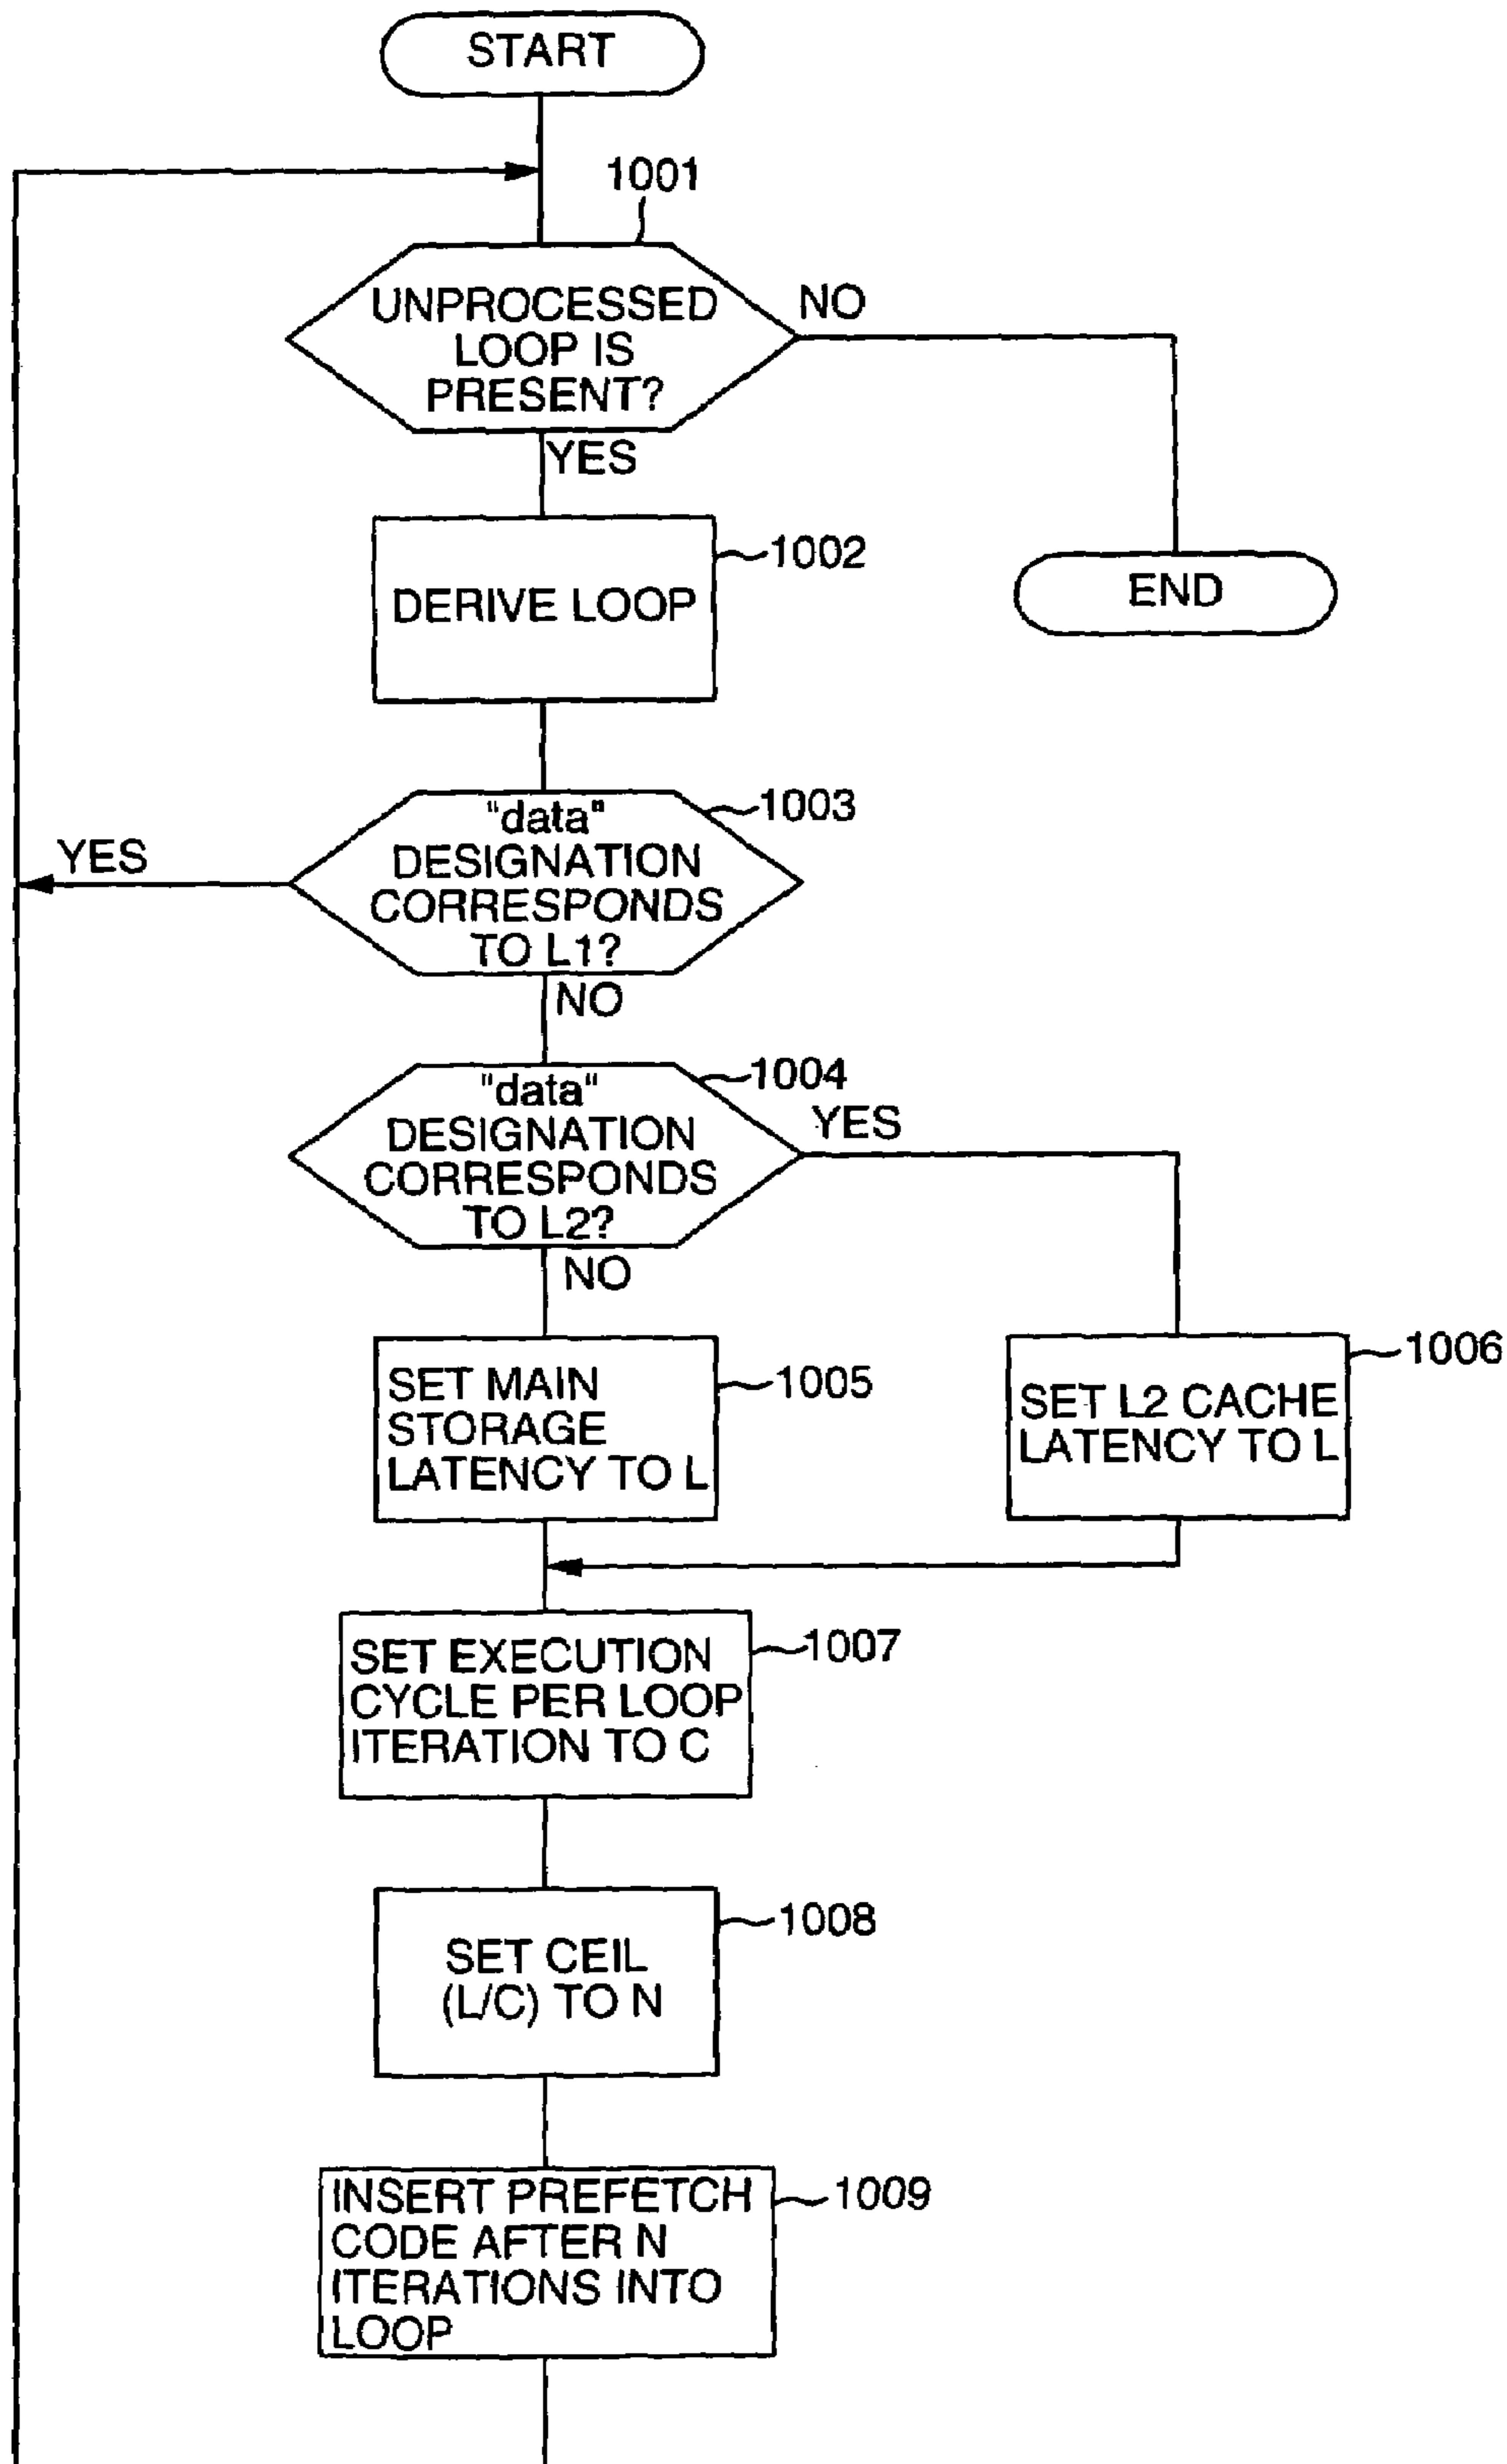 START
1001
UNPROCESSED
LOOP IS
PRESENT?
NO
YES
1002
DERIVE LOOP
END
1003
"data"
DESIGNATION
CORRESPONDS
TO L1?
YES
NO
1004
"data"
DESIGNATION
CORRESPONDS
TO L2?
YES
NO
1005
SET MAIN
STORAGE
LATENCY TO L
1006
SET L2 CACHE
LATENCY TO L
1007
SET EXECUTION
CYCLE PER LOOP
ITERATION TO C
1008
SET CEIL
(L/C) TO N
1009
INSERT PREFETCH
CODE AFTER N
ITERATIONS INTO
LOOP